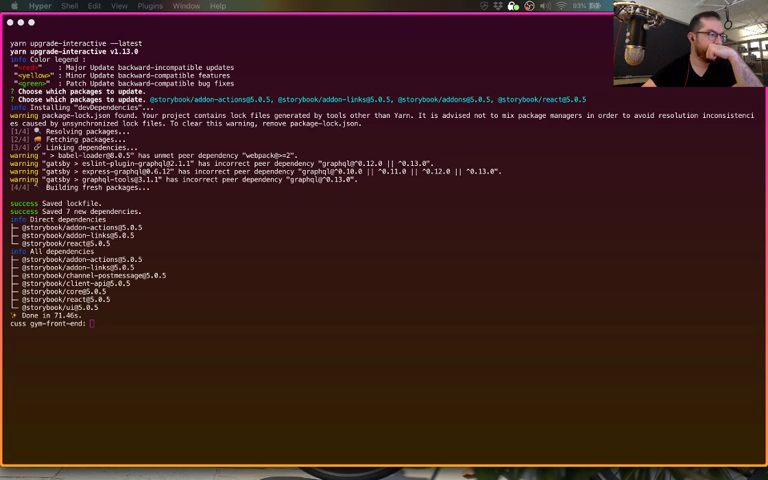 Hyper Shell Edit View Plugins Window Help 93%
yarn upgrade-interactive --latest
yarn upgrade-interactive v1.13.0
info Color legend :
"<red>" : Major Update backward-incompatible updates
"<yellow>" : Minor Update backward-compatible features
"<green>" : Patch Update backward-compatible bug fixes
? Choose which packages to update.
? Choose which packages to update. @storybook/addon-actions@5.0.5, @storybook/addon-links@5.0.5, @storybook/addons@5.0.5, @storybook/react@5.0.5
info Installing "devDependencies"...
warning package-lock.json found. Your project contains lock files generated by tools other than Yarn. It is advised not to mix package managers in order to avoid resolution inconsistenci
es caused by unsynchronized lock files. To clear this warning, remove package-lock.json.
[1/4] Resolving packages...
[2/4] Fetching packages...
[3/4] Linking dependencies...
warning " > babel-loader@8.0.5" has unmet peer dependency "webpack@>=2".
warning "gatsby > eslint-plugin-graphql@2.1.1" has incorrect peer dependency "graphql@^0.12.0 || ^0.13.0".
warning "gatsby > express-graphql@0.6.12" has incorrect peer dependency "graphql@^0.10.0 || ^0.11.0 || ^0.12.0 || ^0.13.0".
warning "gatsby > graphql-tools@3.1.1" has incorrect peer dependency "graphql@^0.13.0".
[4/4] Building fresh packages...
success Saved lockfile.
success Saved 7 new dependencies.
info Direct dependencies
├─ @storybook/addon-actions@5.0.5
├─ @storybook/addon-links@5.0.5
└─ @storybook/react@5.0.5
info All dependencies
├─ @storybook/addon-actions@5.0.5
├─ @storybook/addon-links@5.0.5
├─ @storybook/channel-postmessage@5.0.5
├─ @storybook/client-api@5.0.5
├─ @storybook/core@5.0.5
├─ @storybook/react@5.0.5
└─ @storybook/ui@5.0.5
✨ Done in 71.46s.
cuss gym-front-end: